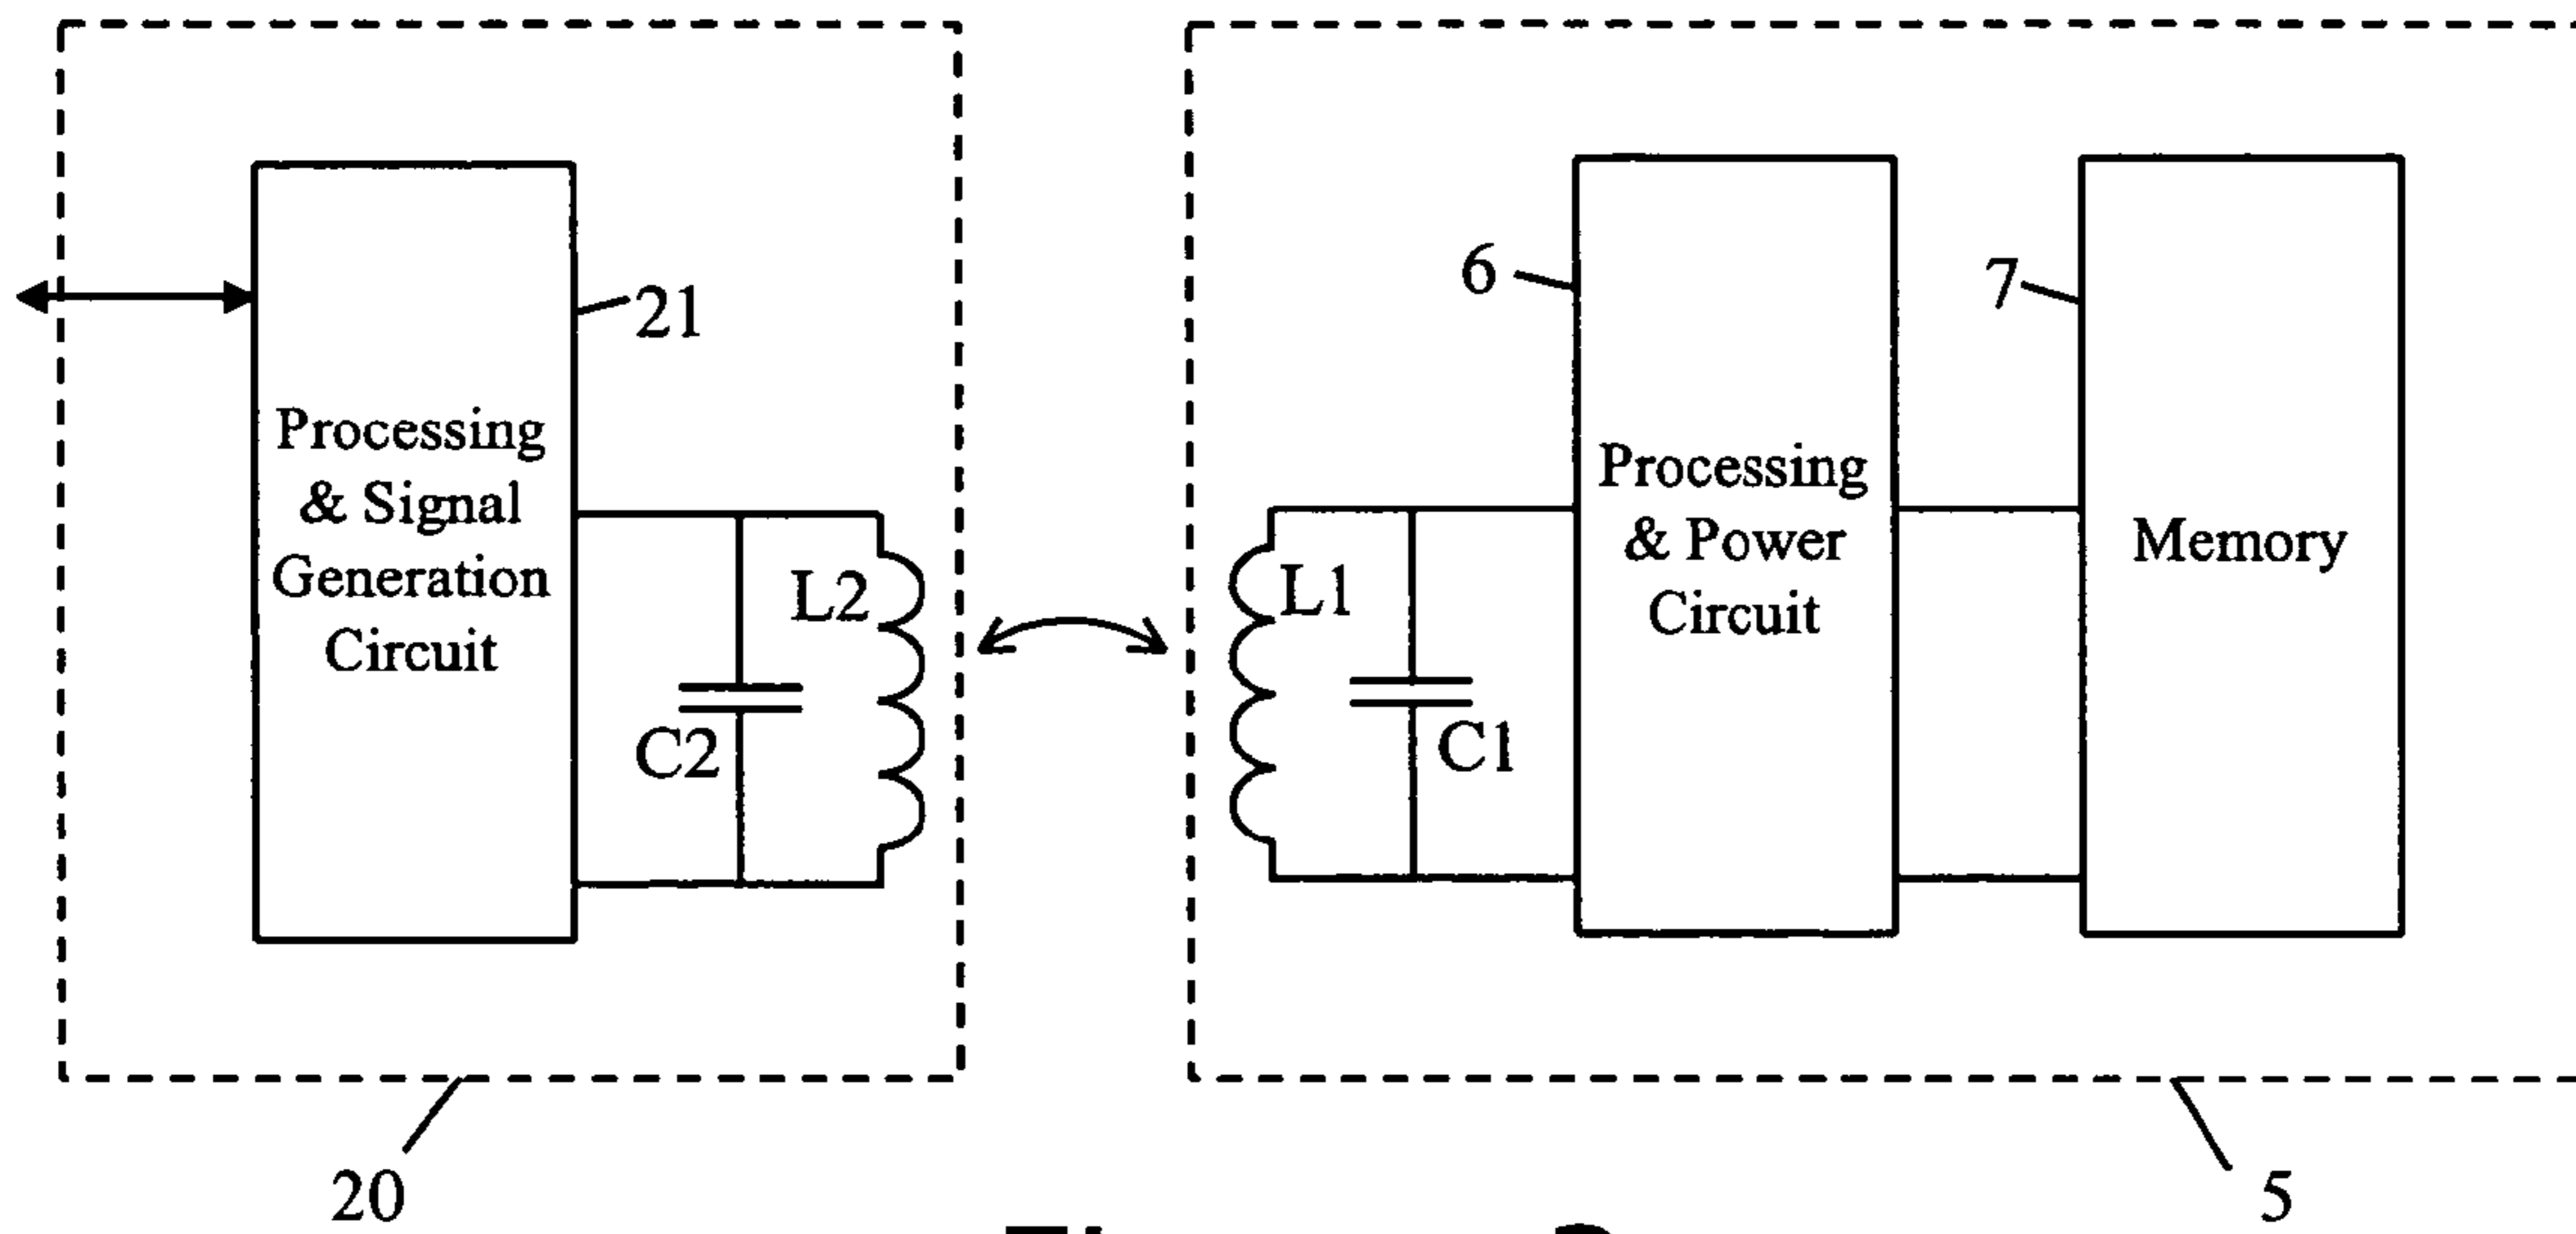 6
7
21
Processing
& Signal
Generation
Circuit
L2
C2
L1
C1
Processing
& Power
Circuit
Memory
20
5